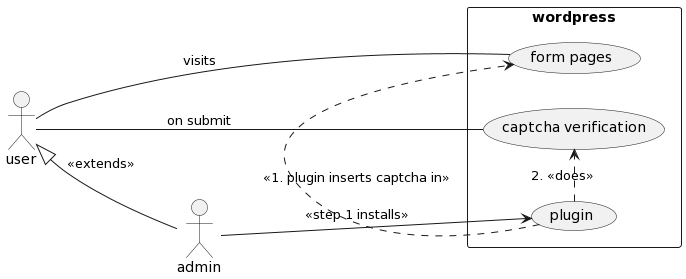 wordpress
form pages
visits
captcha verification
on submit
user
«extends»
«1. plugin inserts captcha in»
2. «does»
plugin
«step 1 installs»
admin